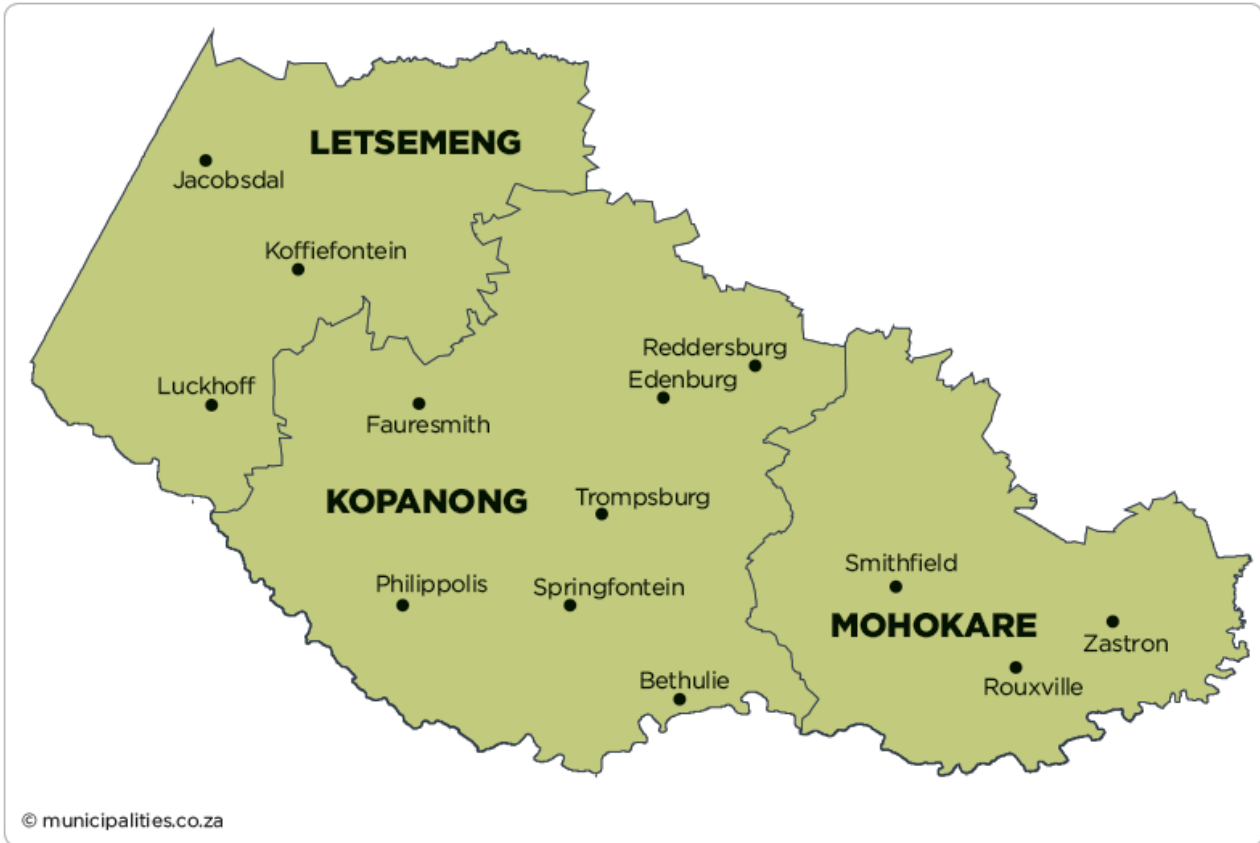 LETSEMENG
Jacobsdal
Koffiefontein
Reddersburg
Edenburg
Luckhoff
Fauresmith
KOPANONG
Trompsburg
Smithfield
Philippolis
Springfontein
MOHOKARE
Zastron
Bethulie
Rouxville
© municipalities.co.za